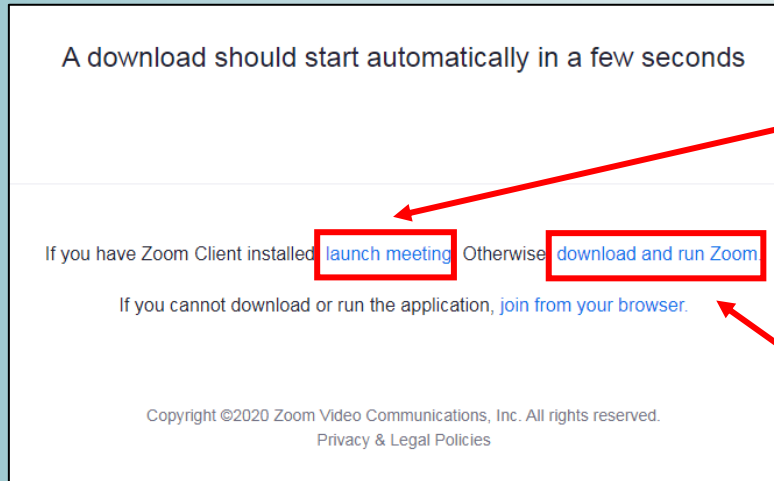 A download should start automatically in a few seconds
If you have Zoom Client installed, launch meeting. Otherwise, download and run Zoom.
If you cannot download or run the application, join from your browser.
Copyright ©2020 Zoom Video Communications, Inc. All rights reserved.
Privacy & Legal Policies